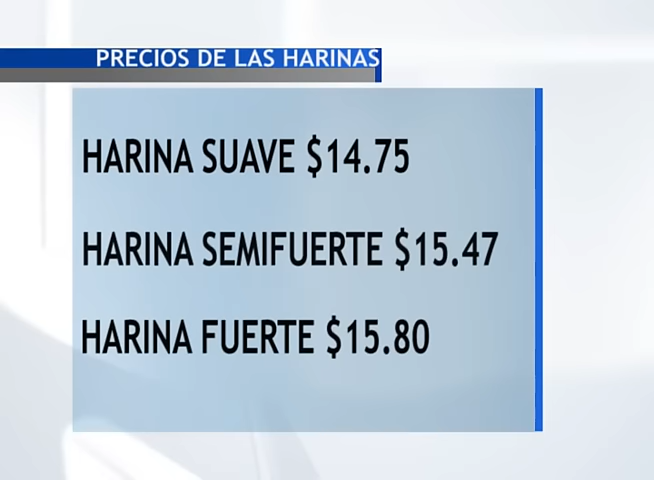 PRECIOS DE LAS HARINAS
HARINA SUAVE $14.75
HARINA SEMIFUERTE $15.47
HARINA FUERTE $15.80